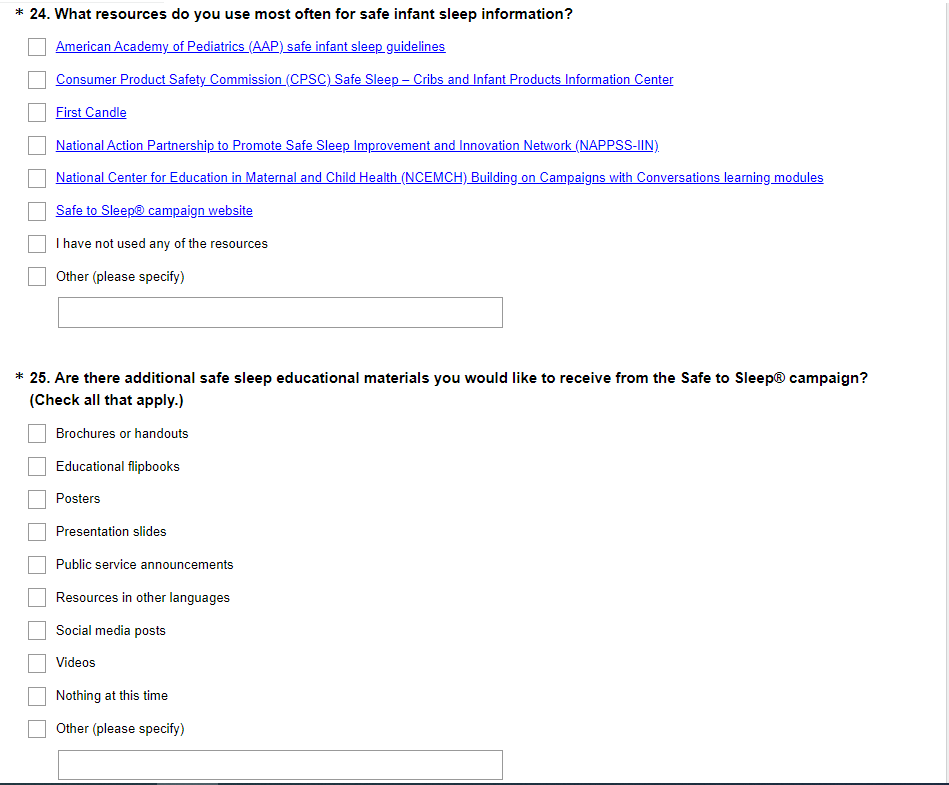 * 24. What resources do you use most often for safe infant sleep information?
American Academy of Pediatrics (AAP) safe infant sleep guidelines
Consumer Product Safety Commission (CPSC) Safe Sleep – Cribs and Infant Products Information Center
First Candle
National Action Partnership to Promote Safe Sleep Improvement and Innovation Network (NAPPSS-IIN)
National Center for Education in Maternal and Child Health (NCEMCH) Building on Campaigns with Conversations learning modules
Safe to Sleep® campaign website
I have not used any of the resources
Other (please specify)
* 25. Are there additional safe sleep educational materials you would like to receive from the Safe to Sleep® campaign?
(Check all that apply.)
Brochures or handouts
Educational flipbooks
Posters
Presentation slides
Public service announcements
Resources in other languages
Social media posts
Videos
Nothing at this time
Other (please specify)